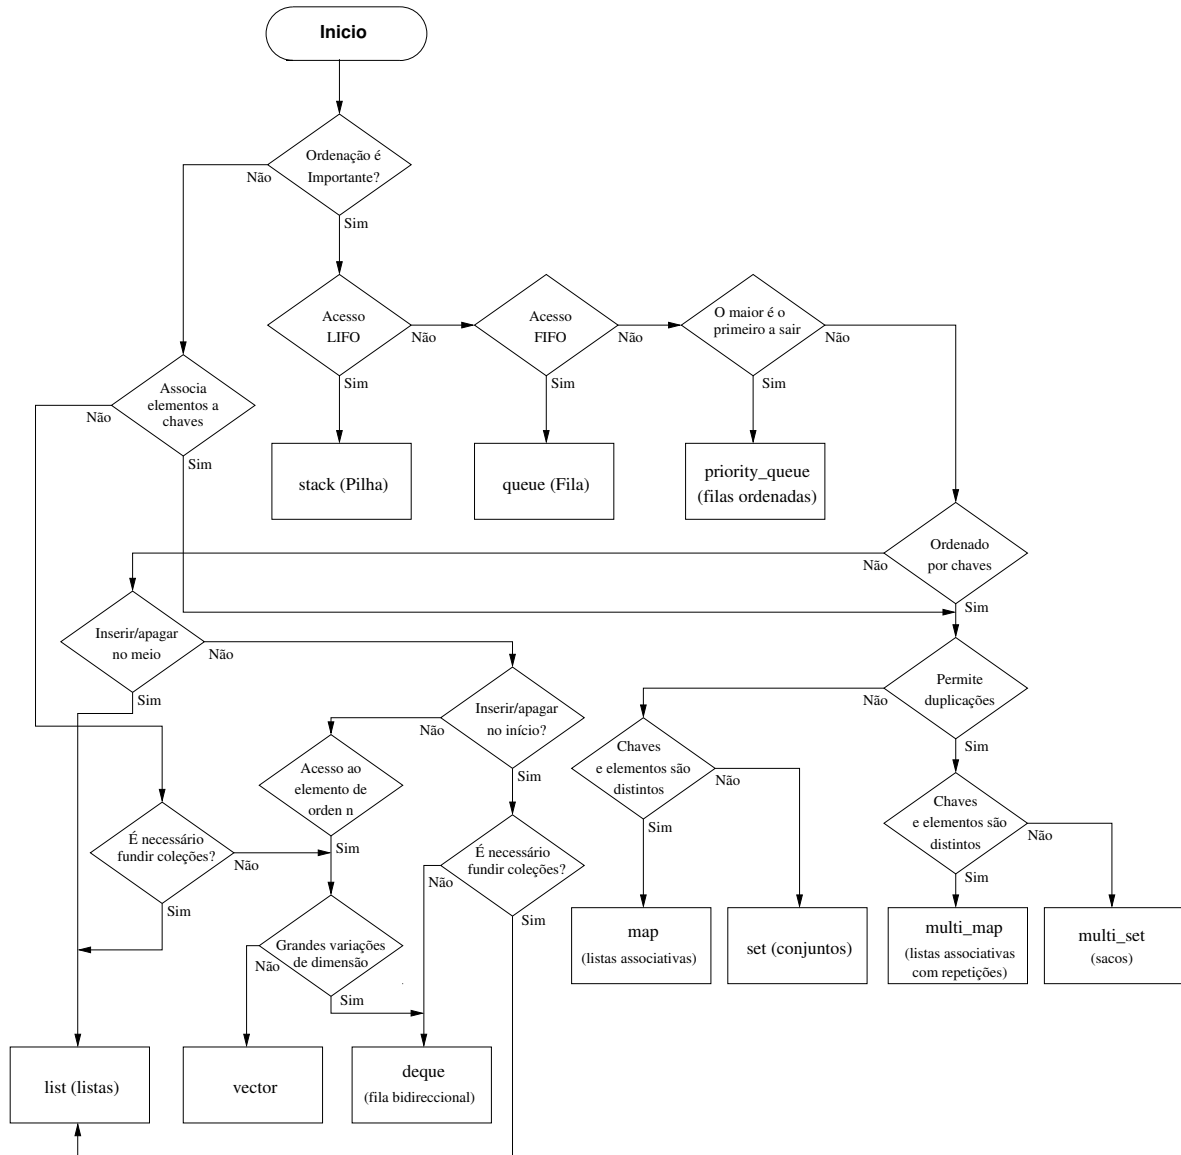 Inicio
Ordenação é
Importante?
Não
Sim
Acesso
LIFO
Não
Sim
Acesso
FIFO
Não
Sim
O maior é o
primeiro a sair
Não
Sim
Associa
elementos a
chaves
Não
Sim
stack (Pilha)
queue (Fila)
priority_queue
(filas ordenadas)
Ordenado
por chaves
Não
Sim
Inserir/apagar
no meio
Não
Sim
Permite
duplicações
Não
Sim
Inserir/apagar
no início?
Não
Sim
Acesso ao
elemento de
orden n
Sim
Chaves
e elementos são
distintos
Não
Sim
Chaves
e elementos são
distintos
Não
Sim
É necessário
fundir coleções?
Não
Sim
É necessário
fundir coleções?
Não
Sim
Grandes variações
de dimensão
Não
Sim
map
(listas associativas)
set (conjuntos)
multi_map
(listas associativas
com repetições)
multi_set
(sacos)
list (listas)
vector
deque
(fila bidireccional)